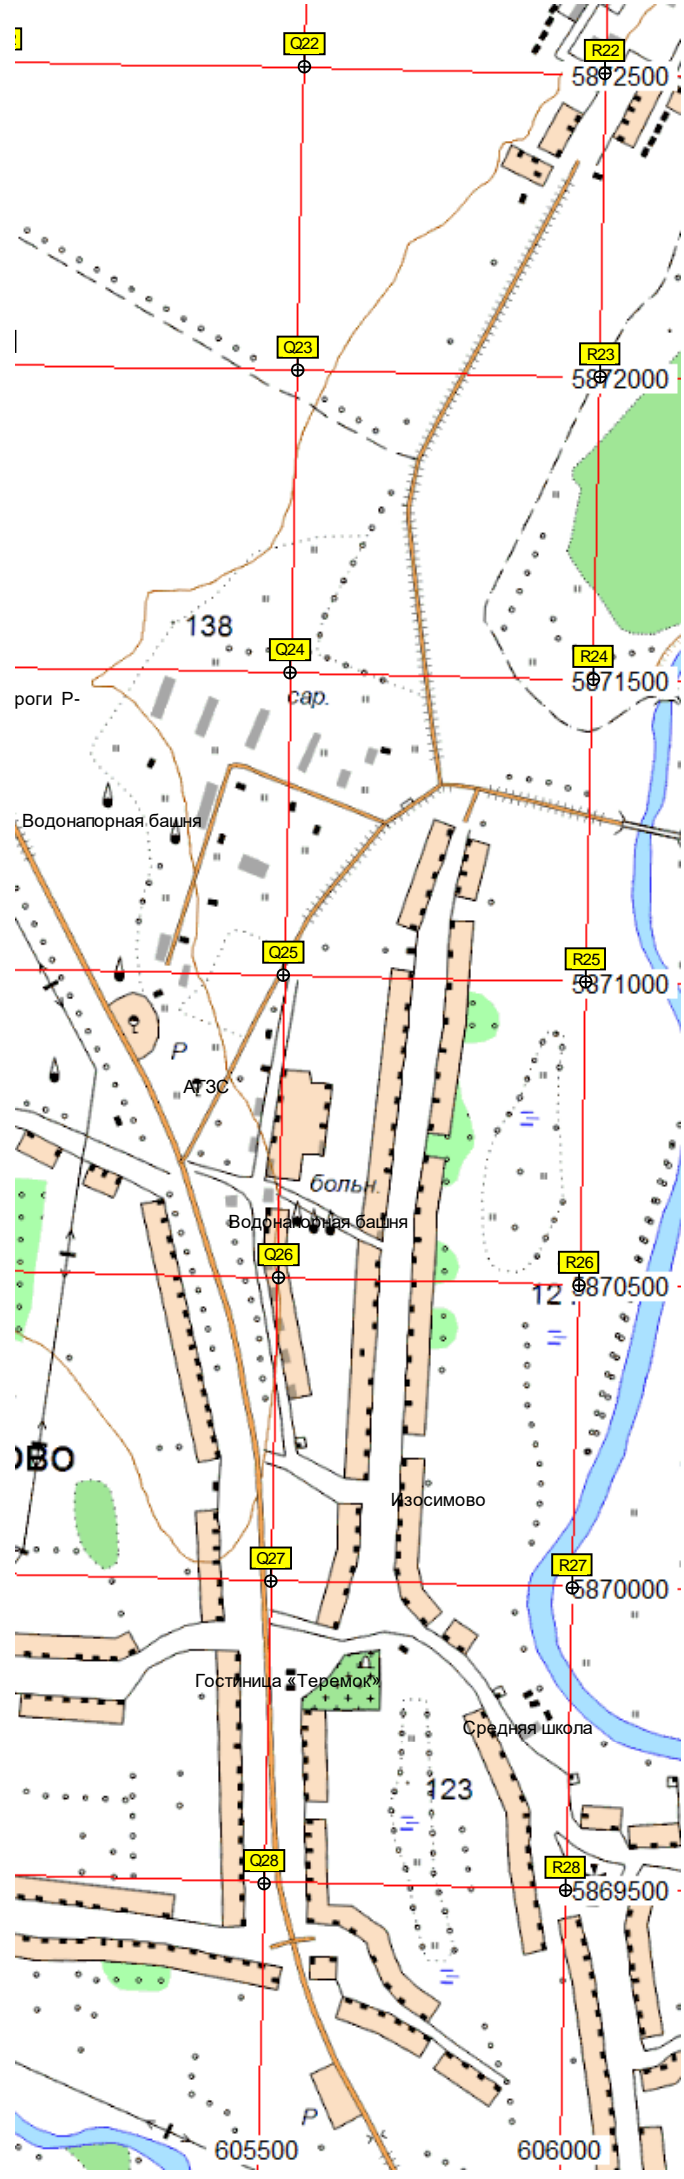 Q22
R22
5872500
Q23
R23
5872000
138
Q24
R24
5871500
роги Р-
сар.
Водонапорная башня
Q25
R25
5871000
Р
АГЗС
больн.
Водонапорная башня
Q26
R26
5870500
ОВО
Изосимово
Q27
R27
5870000
Гостиница «Теремок»
Средняя школа
123
Q28
R28
5869500
Р
605500
606000